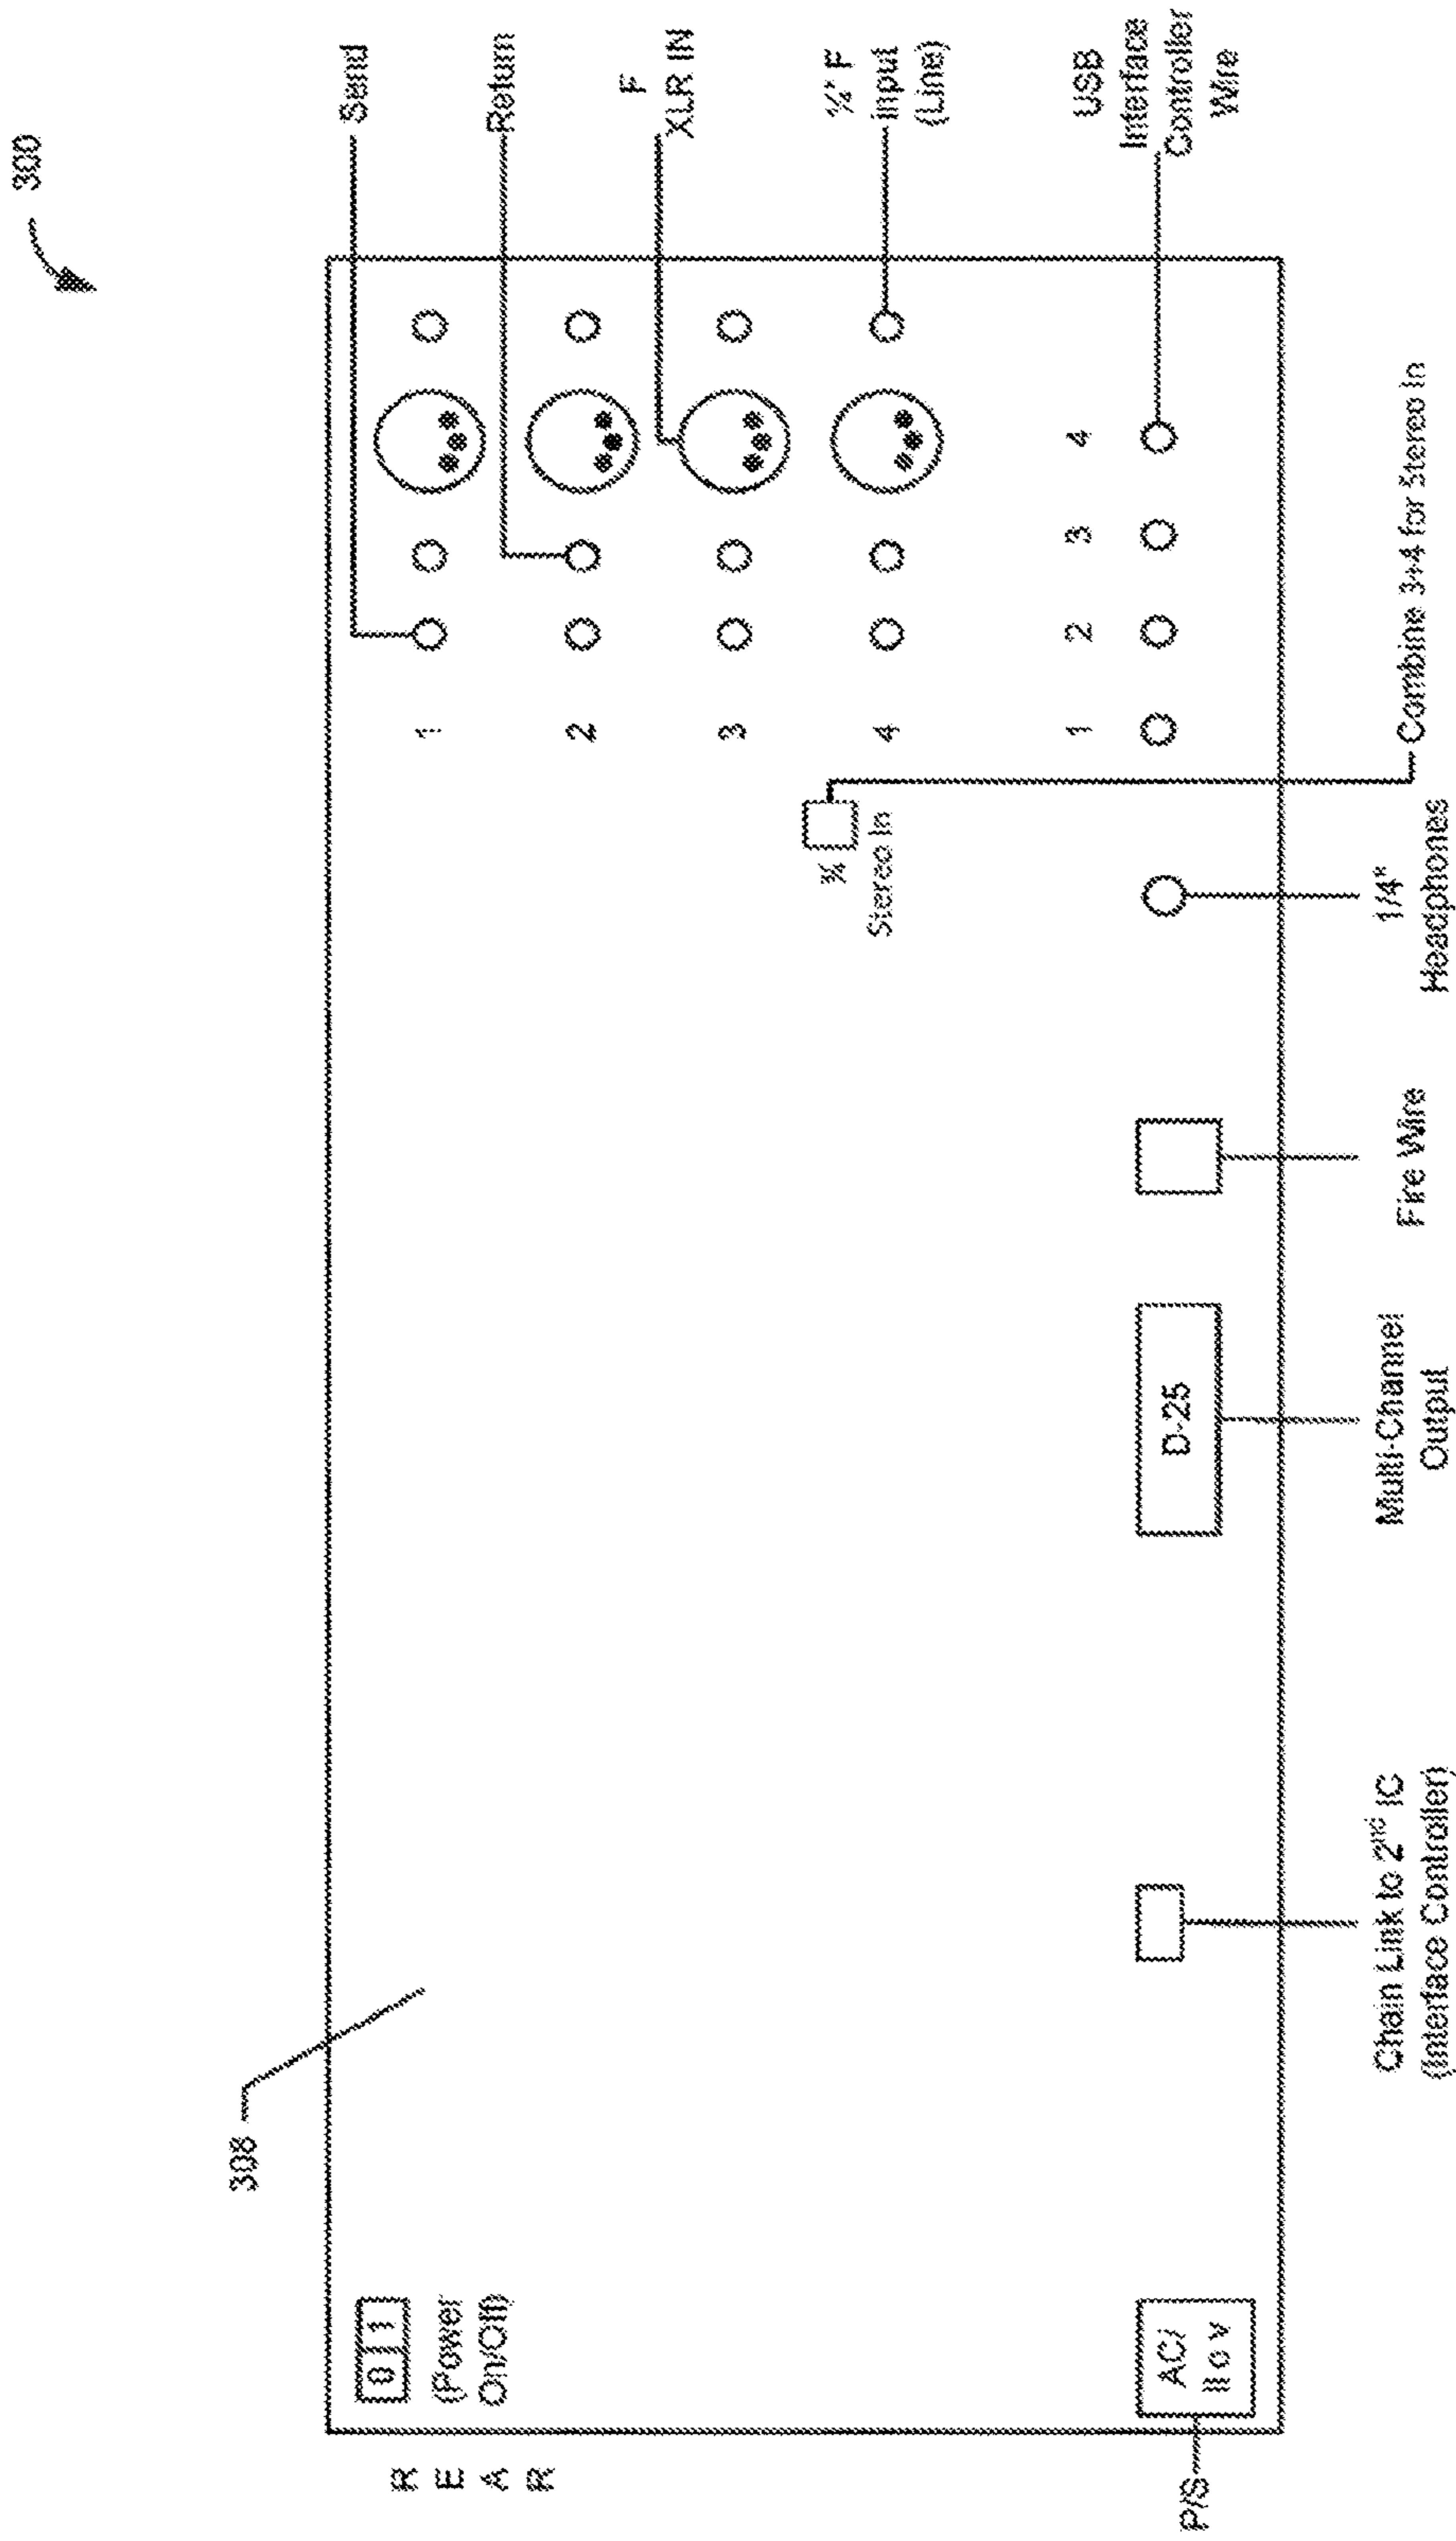 300
308
R
E
A
R
0 1
(Power
On/Off)
Send
Return
F
XLR IN
¼" F
input
(Line)
USB
Interface
Controller
Wire
1
2
3
4
1 2 3 4
¾
Stereo In
Combine 3+4 for Stereo In
D-25
AC/
II o V
P/S
Chain Link to 2nd IC
(Interface Controller)
Multi-Channel
Output
Fire Wire
1/4"
Headphones